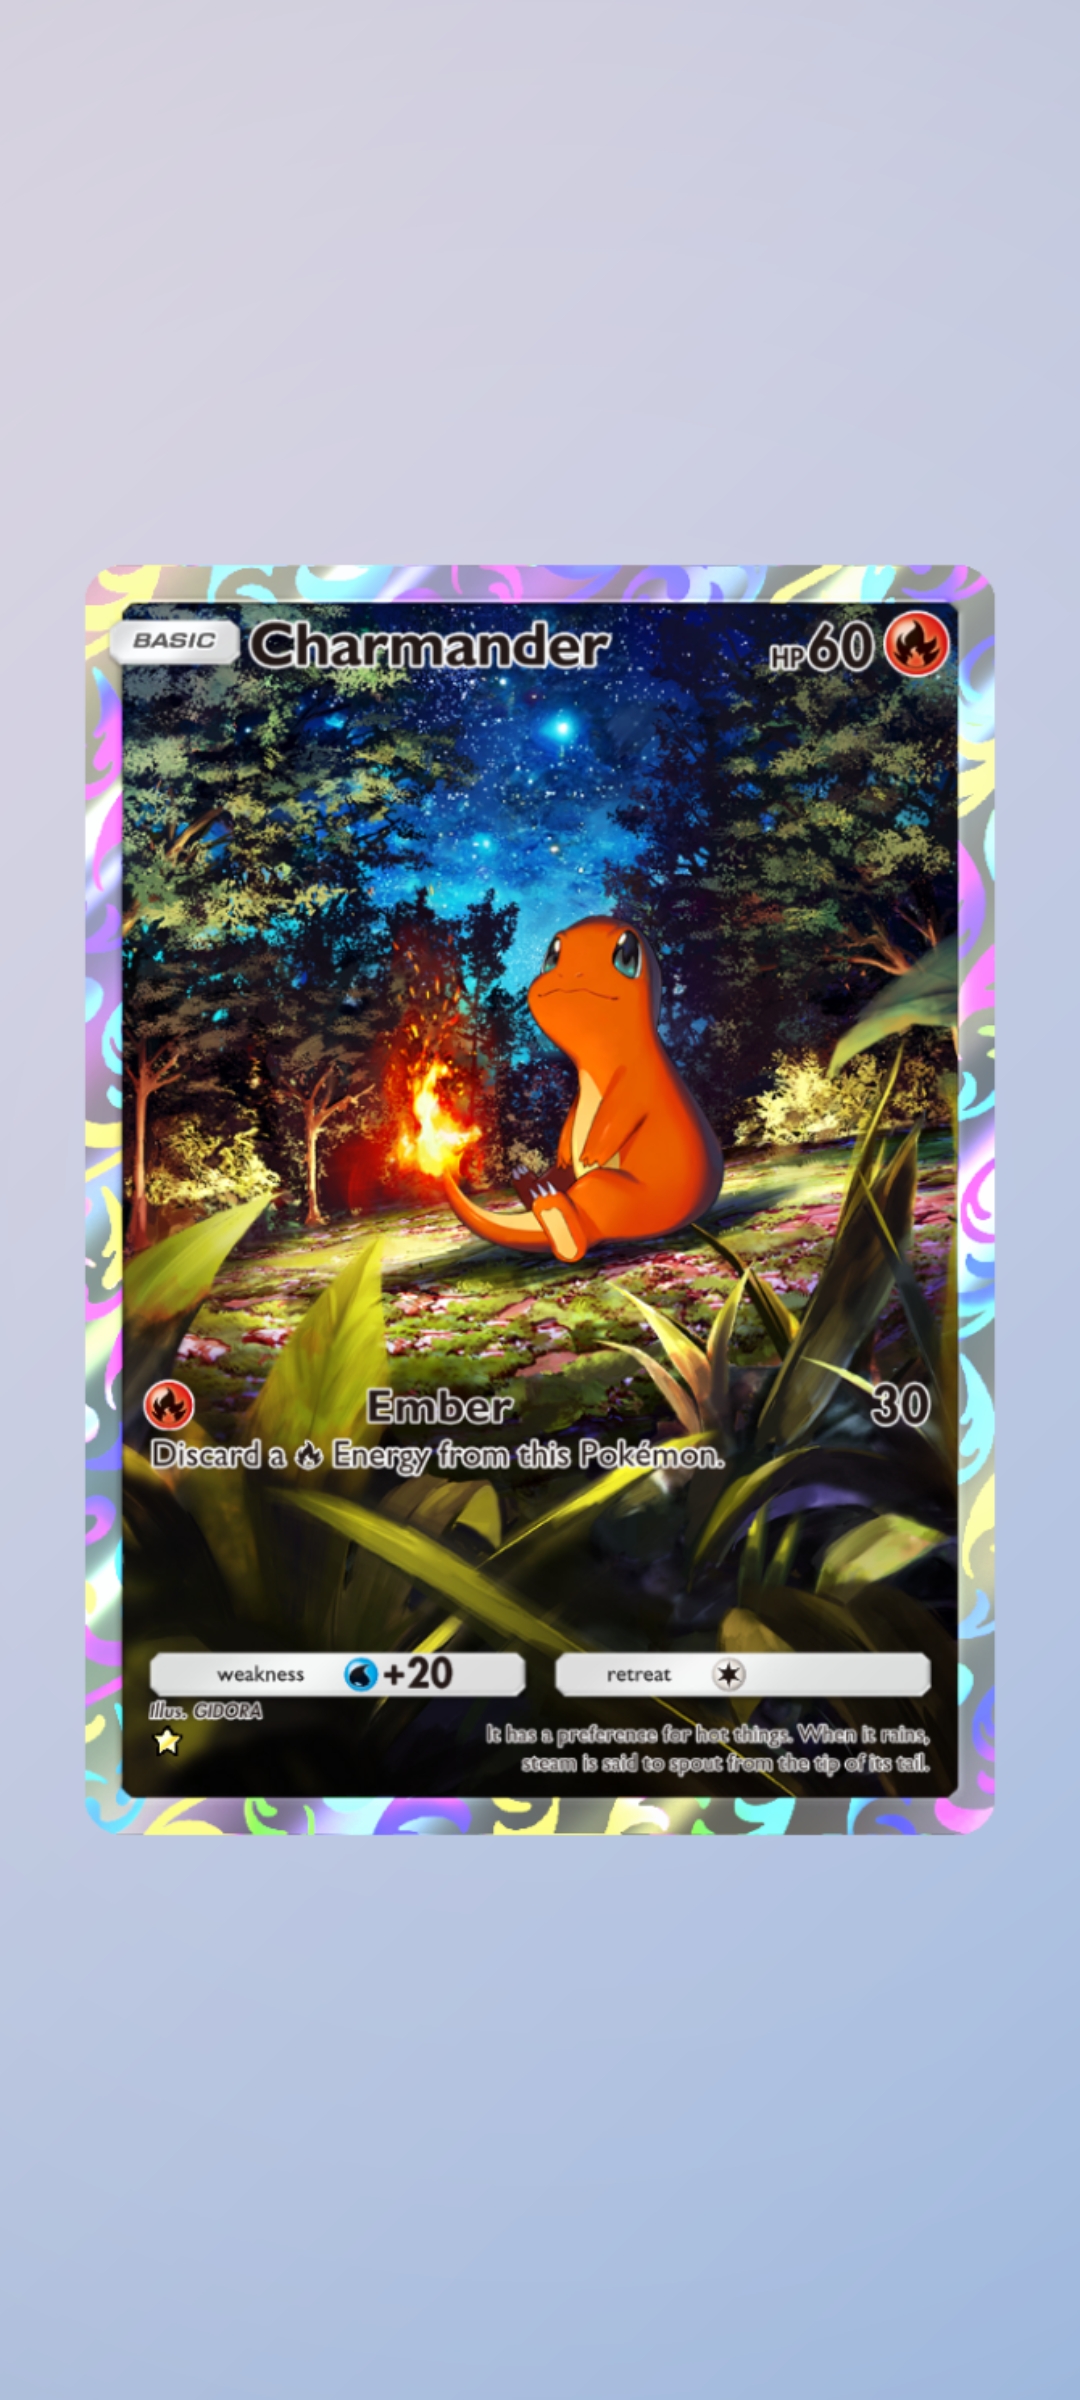 BASIC Charmander HP60
Ember 30
Discard a Energy from this Pokémon.
weakness +20 retreat
Illus. GIDORA
It has a preference for hot things. When it rains,
steam is said to spout from the tip of its tail.